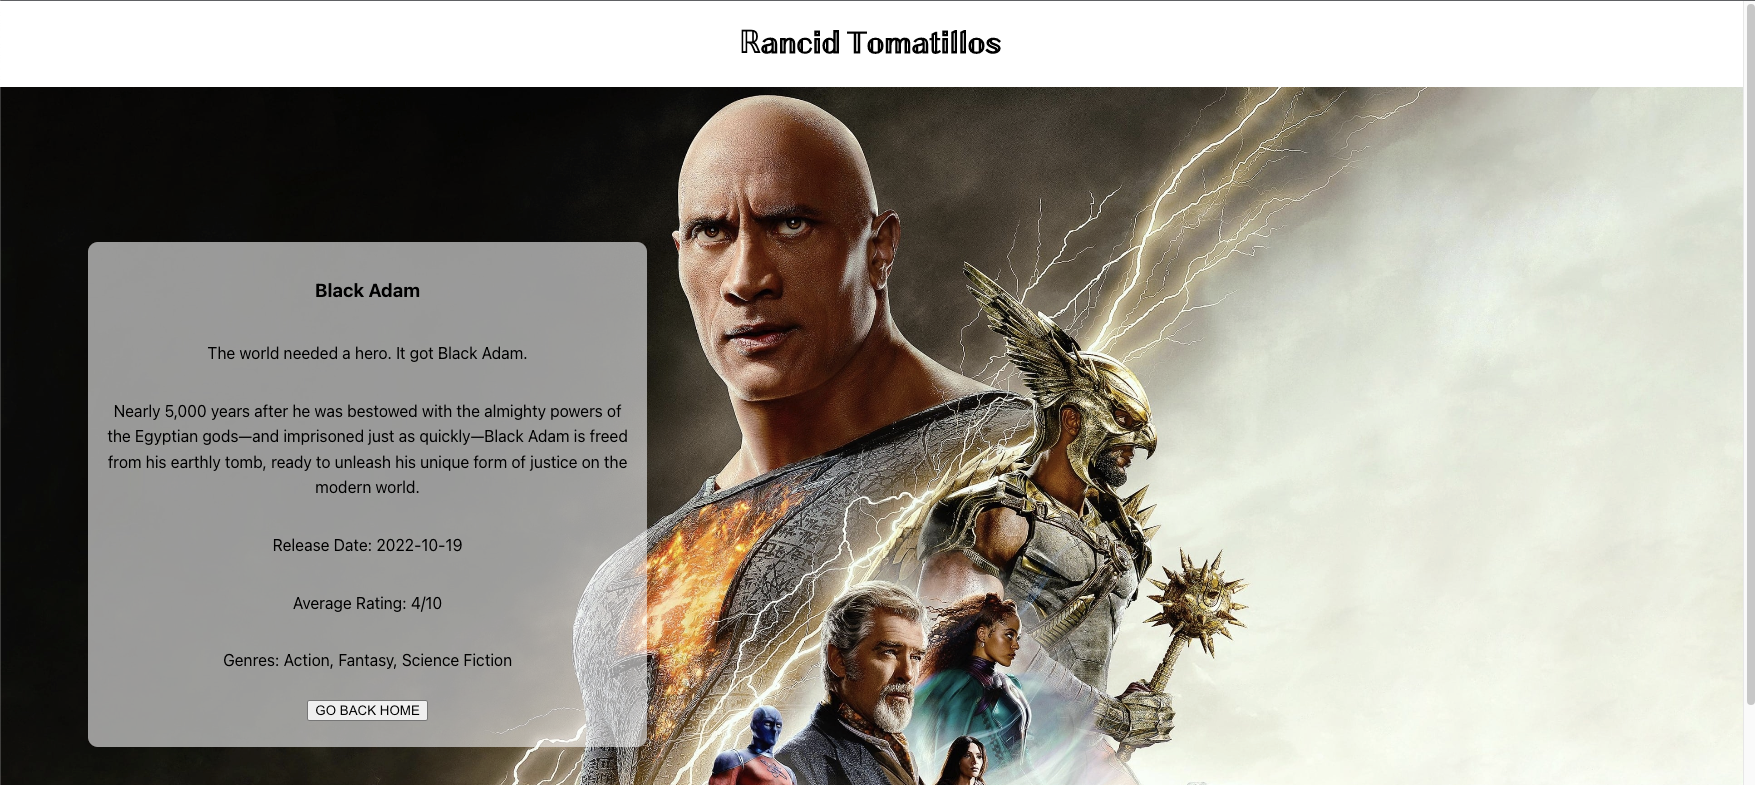 ℝancid Tomatillos
Black Adam
The world needed a hero. It got Black Adam.
Nearly 5,000 years after he was bestowed with the almighty powers of
the Egyptian gods—and imprisoned just as quickly—Black Adam is freed
from his earthly tomb, ready to unleash his unique form of justice on the
modern world.
Release Date: 2022-10-19
Average Rating: 4/10
Genres: Action, Fantasy, Science Fiction
GO BACK HOME